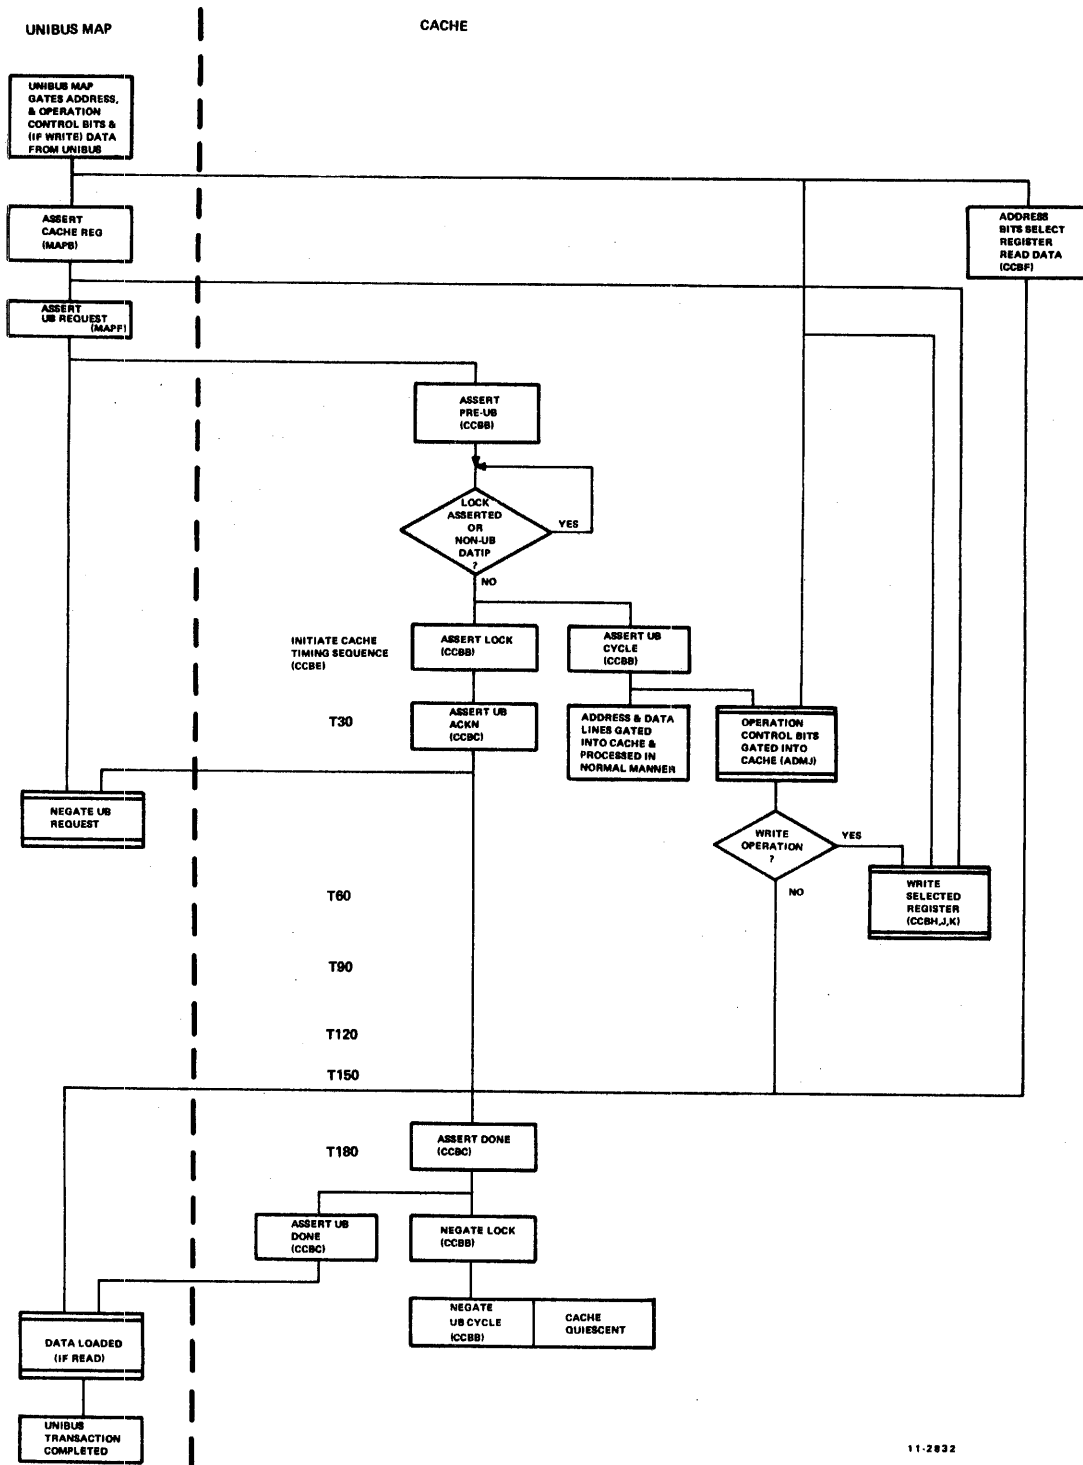 UNIBUS MAP
CACHE
UNIBUS MAP
GATES ADDRESS,
& OPERATION
CONTROL BITS &
(IF WRITE) DATA
FROM UNIBUS
ASSERT
CACHE REG
(MAPB)
ADDRESS
BITS SELECT
REGISTER
READ DATA
(CCBF)
ASSERT
UB REQUEST
(MAPF)
ASSERT
PRE-UB
(CCBB)
LOCK
ASSERTED
OR
NON-UB
DATIP
?
YES
NO
INITIATE CACHE
TIMING SEQUENCE
(CCBE)
ASSERT LOCK
(CCBB)
ASSERT UB
CYCLE
(CCBB)
T30
ASSERT UB
ACKN
(CCBC)
ADDRESS & DATA
LINES GATED
INTO CACHE &
PROCESSED IN
NORMAL MANNER
OPERATION
CONTROL BITS
GATED INTO
CACHE (ADMJ)
NEGATE UB
REQUEST
WRITE
OPERATION
?
YES
NO
WRITE
SELECTED
REGISTER
(CCBH,J,K)
T60
T90
T120
T150
T180
ASSERT DONE
(CCBC)
ASSERT UB
DONE
(CCBC)
NEGATE LOCK
(CCBB)
NEGATE
UB CYCLE
(CCBB)
CACHE
QUIESCENT
DATA LOADED
(IF READ)
UNIBUS
TRANSACTION
COMPLETED
11-2832